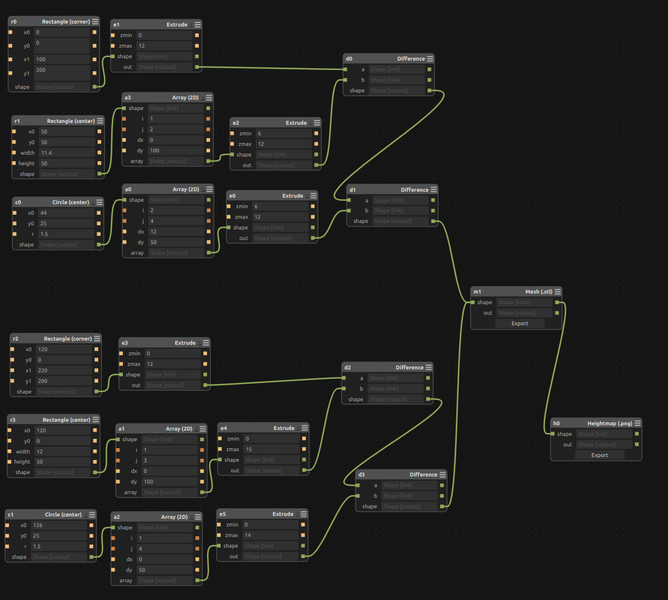 r0 Rectangle (corner)
x0 0
y0 0
x1 100
y1 200
shape Shape [output]
e1 Extrude
zmin 0
zmax 12
shape Shape [link]
out Shape [output]
d0 Difference
a Shape [link]
b Shape [link]
shape Shape [output]
r1 Rectangle (center)
x0 50
y0 50
width 11.4
height 50
shape Shape [output]
a3 Array (2D)
shape Shape [link]
i 1
j 2
dx 0
dy 100
array Shape [output]
e2 Extrude
zmin 6
zmax 12
shape Shape [link]
out Shape [output]
c0 Circle (center)
x0 44
y0 25
r 1.5
shape Shape [output]
a0 Array (2D)
shape Shape [link]
i 2
j 4
dx 12
dy 50
array Shape [output]
e0 Extrude
zmin 6
zmax 12
shape Shape [link]
out Shape [output]
d1 Difference
a Shape [link]
b Shape [link]
shape Shape [output]
m1 Mesh (.stl)
shape Shape [links]
out Shape [output]
Export
r2 Rectangle (corner)
x0 120
y0 0
x1 220
y1 200
shape Shape [output]
e3 Extrude
zmin 0
zmax 12
shape Shape [link]
out Shape [output]
d2 Difference
a Shape [link]
b Shape [link]
shape Shape [output]
r3 Rectangle (center)
x0 120
y0 0
width 12
height 50
shape Shape [output]
a1 Array (2D)
shape Shape [link]
i 1
j 3
dx 0
dy 100
array Shape [output]
e4 Extrude
zmin 0
zmax 15
shape Shape [link]
out Shape [output]
h0 Heightmap (.png)
shape Shape [link]
out Shape [output]
Export
c1 Circle (center)
x0 126
y0 25
r 1.5
shape Shape [output]
a2 Array (2D)
shape Shape [link]
i 1
j 4
dx 0
dy 50
array Shape [output]
e5 Extrude
zmin 0
zmax 14
shape Shape [link]
out Shape [output]
d3 Difference
a Shape [link]
b Shape [link]
shape Shape [output]